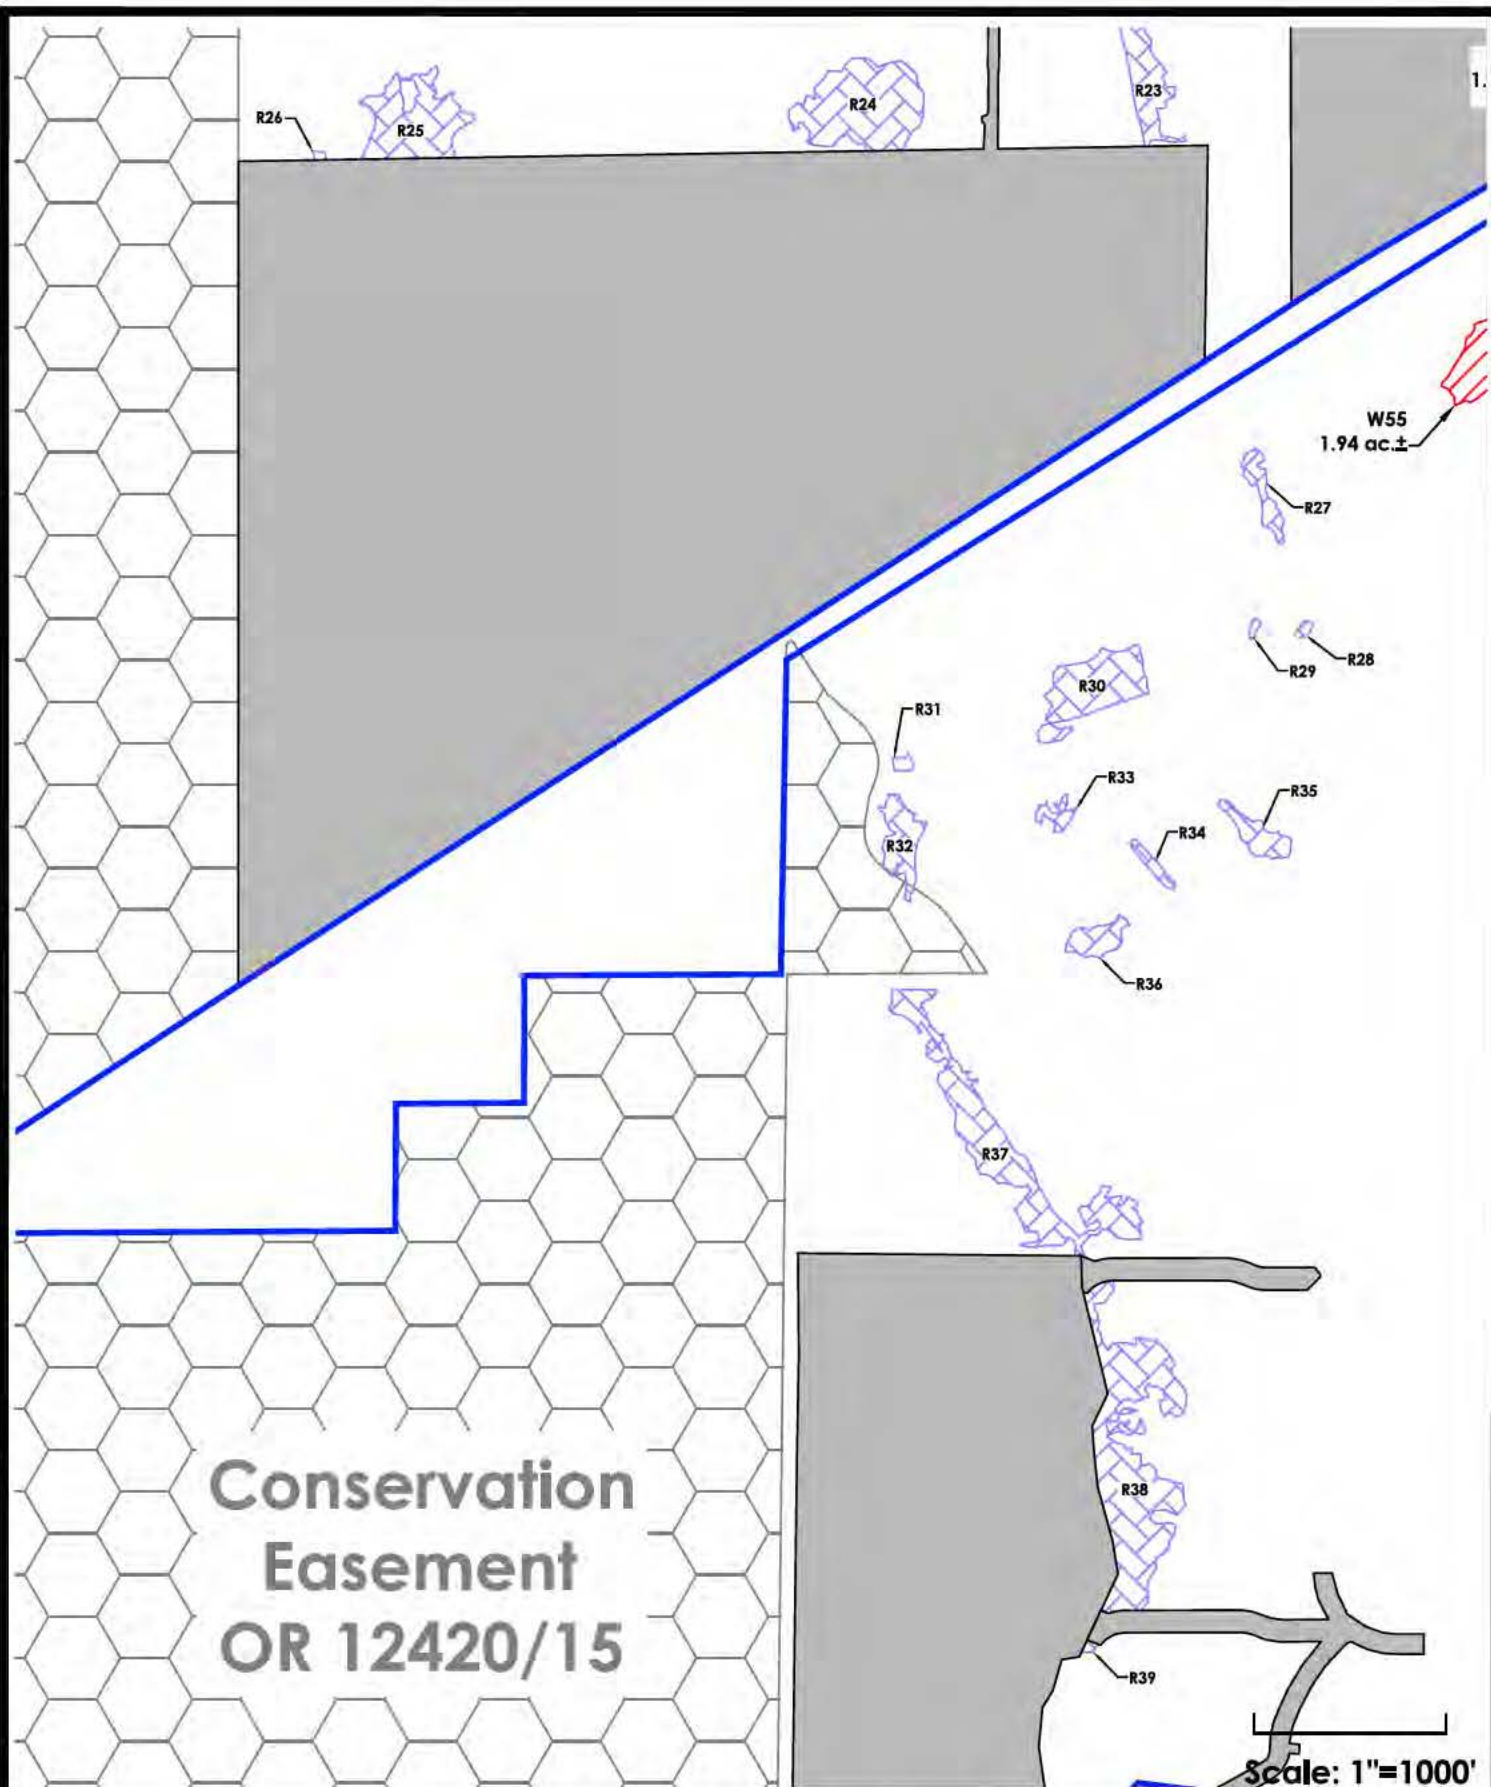 1.
R23
R24
R26
R25
W55
1.94 ac.±
R27
R29
R28
R30
R31
R33
R35
R34
R32
R36
R37
Conservation
Easement
OR 12420/15
R38
R39
Scale: 1"=1000'